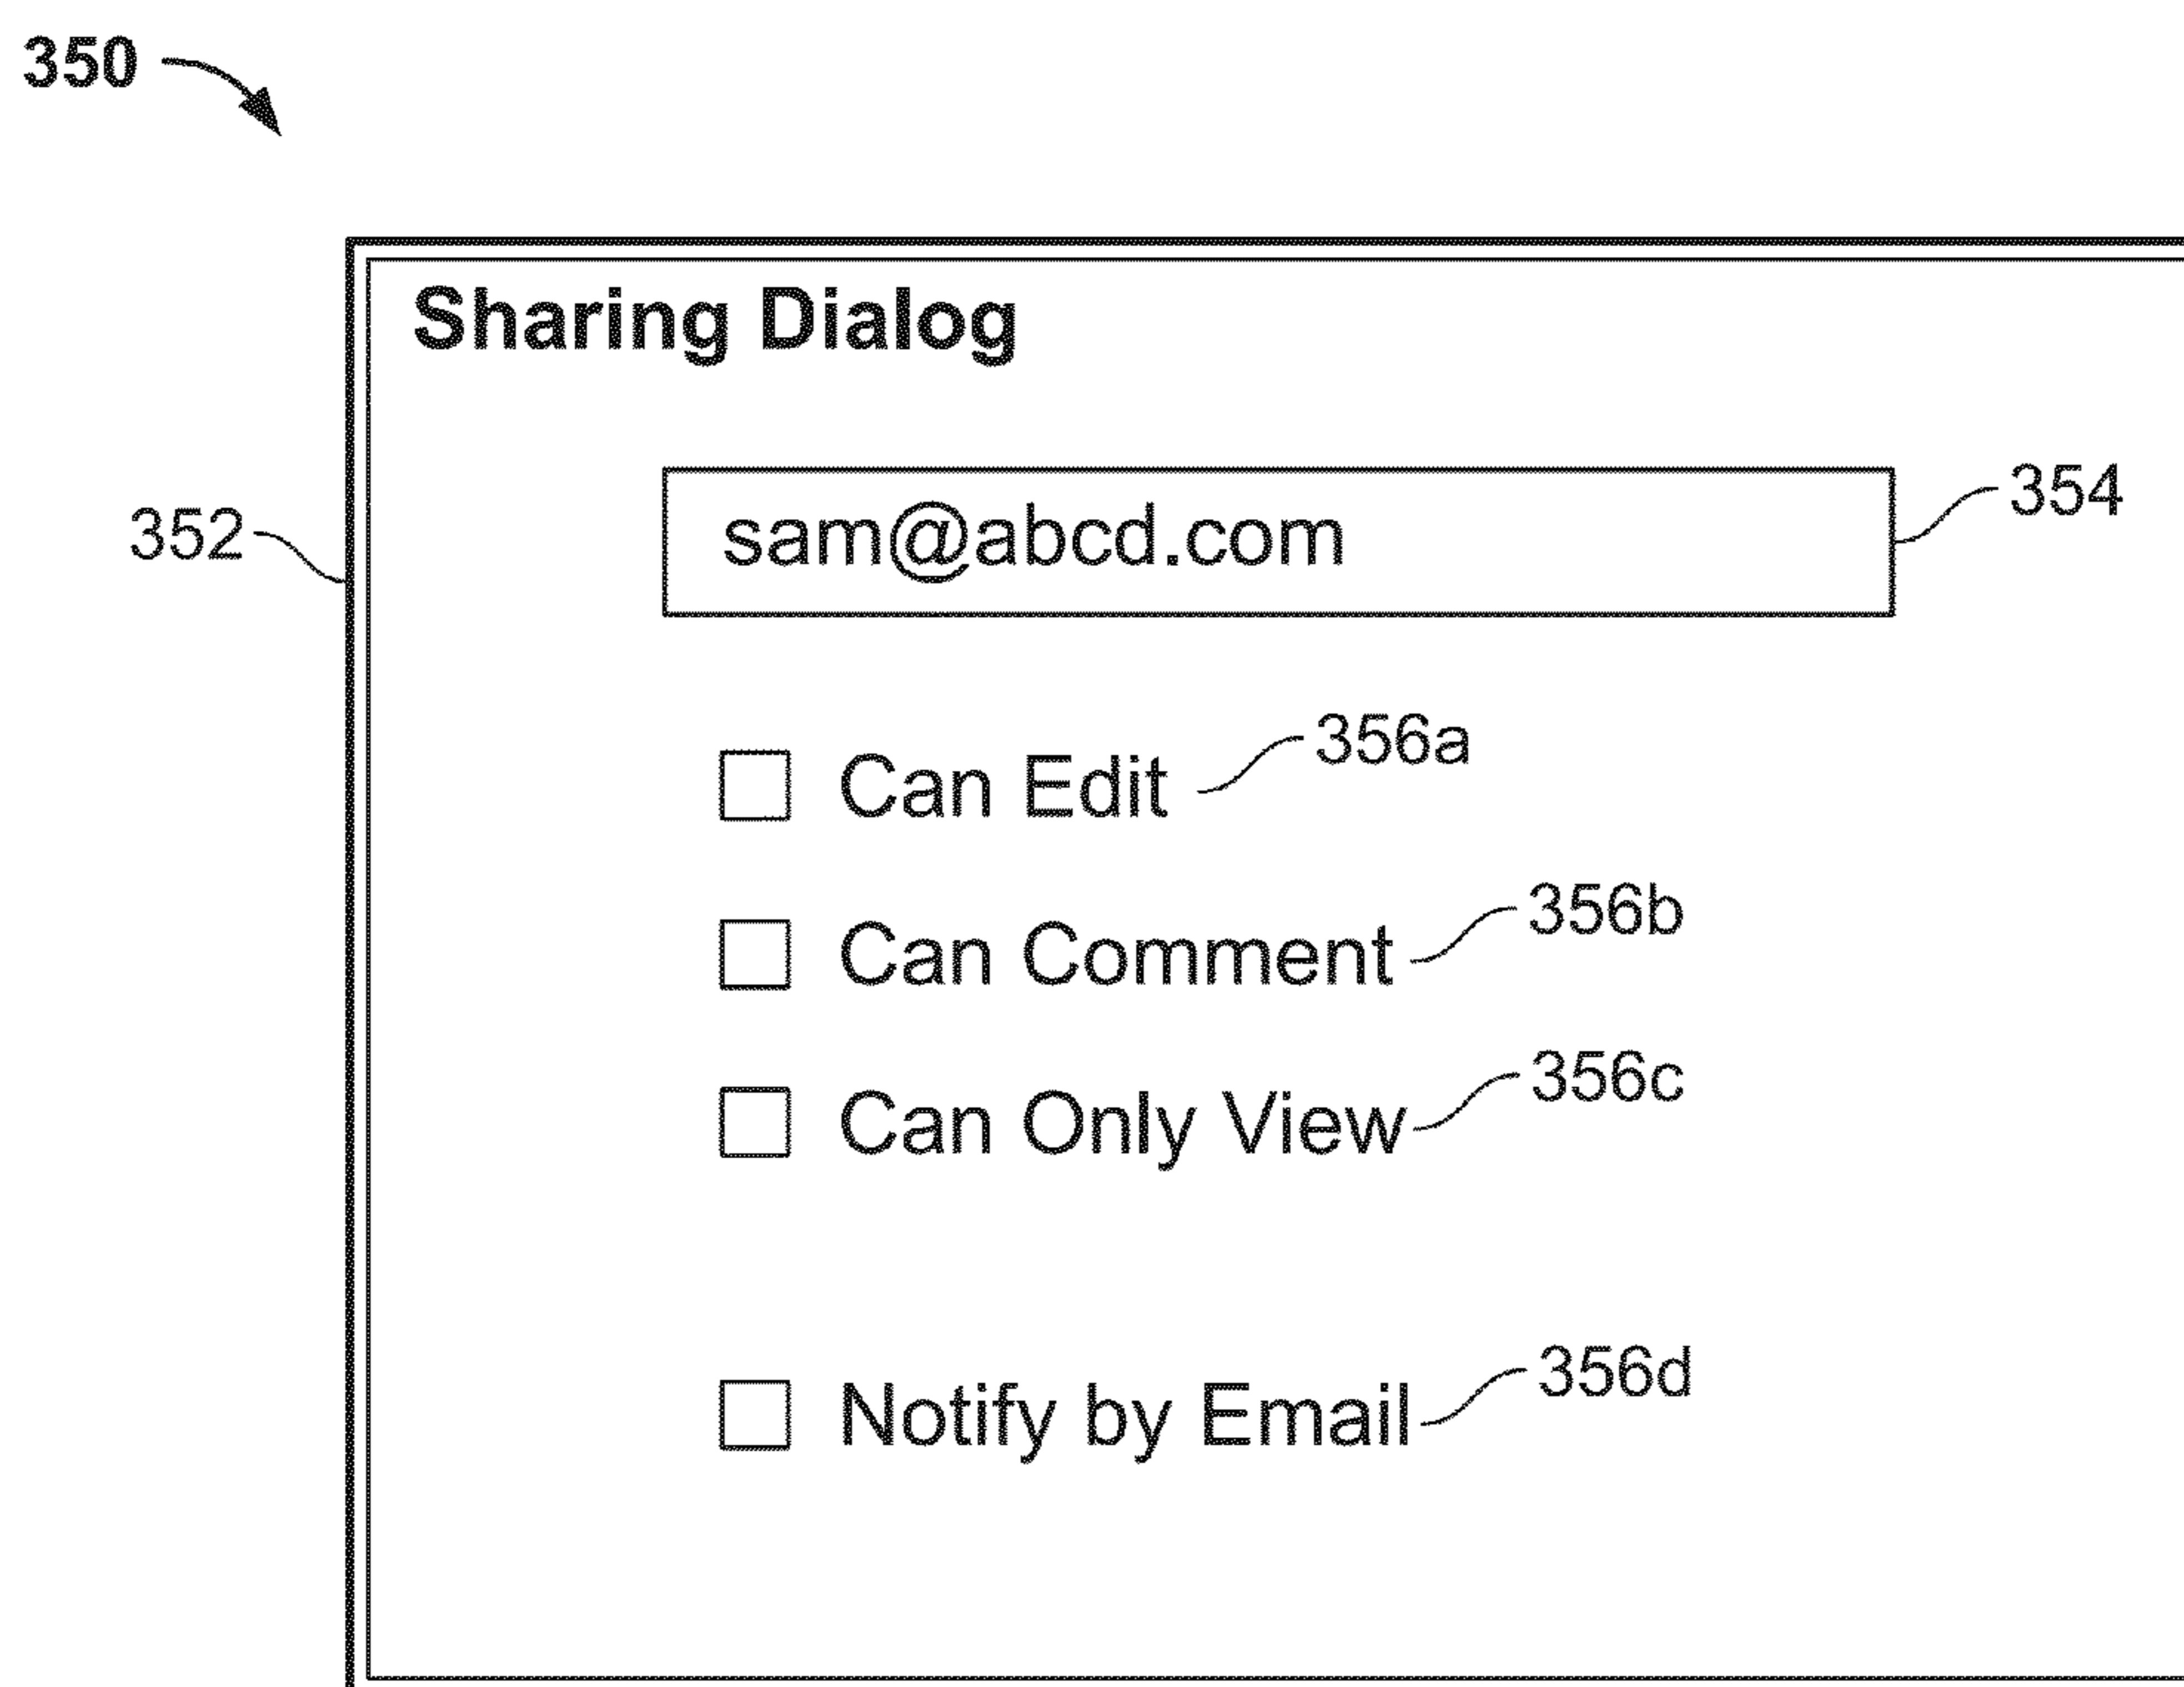 350
Sharing Dialog
352
sam@abcd.com
354
Can Edit
356a
Can Comment
356b
Can Only View
356c
Notify by Email
356d